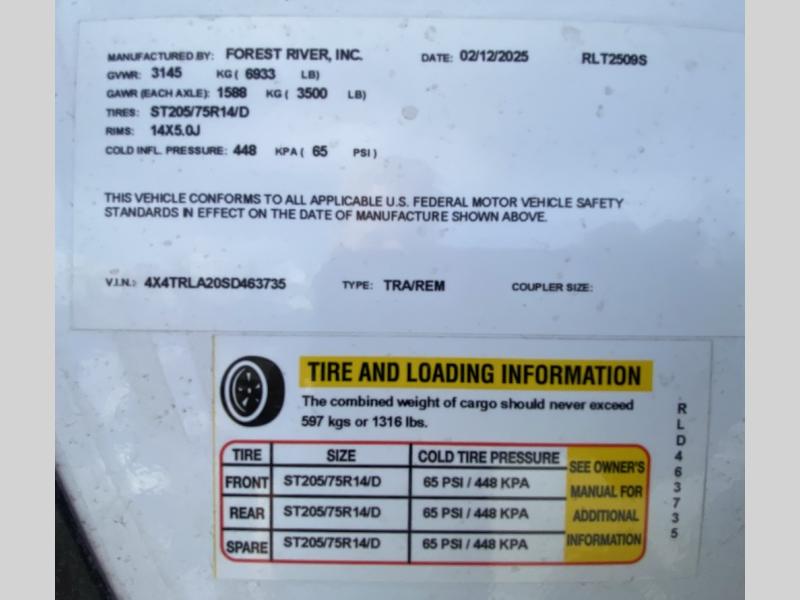 MANUFACTURED BY: FOREST RIVER, INC. DATE: 02/12/2025 RLT2509S
GVWR: 3145 KG ( 6933 LB)
GAWR (EACH AXLE): 1588 KG ( 3500 LB)
TIRES: ST205/75R14/D
RIMS: 14X5.0J
COLD INFL. PRESSURE: 448 KPA ( 65 PSI )
THIS VEHICLE CONFORMS TO ALL APPLICABLE U.S. FEDERAL MOTOR VEHICLE SAFETY
STANDARDS IN EFFECT ON THE DATE OF MANUFACTURE SHOWN ABOVE.
V.I.N.: 4X4TRLA20SD463735 TYPE: TRA/REM COUPLER SIZE:
TIRE AND LOADING INFORMATION
The combined weight of cargo should never exceed
597 kgs or 1316 lbs.
TIRE SIZE COLD TIRE PRESSURE
FRONT ST205/75R14/D 65 PSI / 448 KPA
REAR ST205/75R14/D 65 PSI / 448 KPA
SPARE ST205/75R14/D 65 PSI / 448 KPA
SEE OWNER'S
MANUAL FOR
ADDITIONAL
INFORMATION
RLD463735